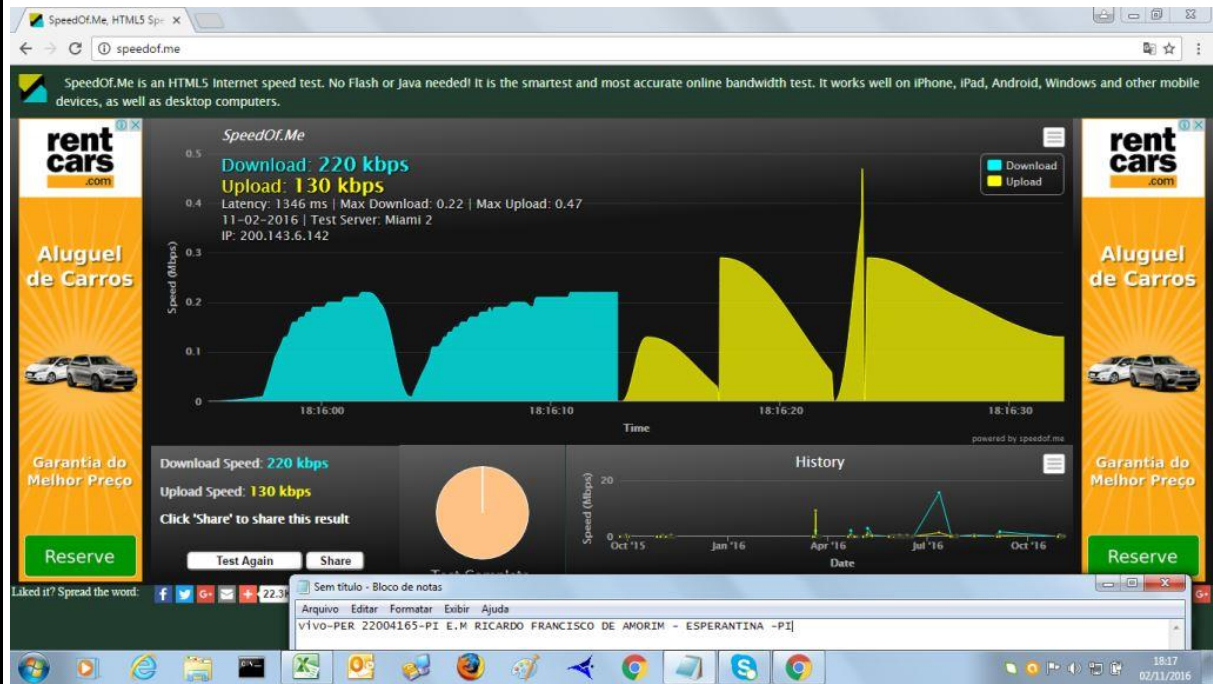 SpeedOf.Me, HTML5 Spe
speedof.me
SpeedOf.Me is an HTML5 Internet speed test. No Flash or Java needed! It is the smartest and most accurate online bandwidth test. It works well on iPhone, iPad, Android, Windows and other mobile
devices, as well as desktop computers.
rent
cars
.com
Aluguel
de Carros
Garantia do
Melhor Preço
Reserve
SpeedOf.Me
Download: 220 kbps
Upload: 130 kbps
Latency: 1346 ms | Max Download: 0.22 | Max Upload: 0.47
11-02-2016 | Test Server: Miami 2
IP: 200.143.6.142
Download
Upload
Speed (Mbps)
0.5
0.4
0.3
0.2
0.1
0
18:16:00 18:16:10 18:16:20 18:16:30
Time
powered by speedof.me
rent
cars
.com
Aluguel
de Carros
Garantia do
Melhor Preço
Reserve
Download Speed: 220 kbps
Upload Speed: 130 kbps
Click 'Share' to share this result
Test Again Share
Test Complete
History
Speed (Mbps)
20
0
Oct '15 Jan '16 Apr '16 Jul '16 Oct '16
Date
Liked it? Spread the word:
22.3
Sem título - Bloco de notas
Arquivo Editar Formatar Exibir Ajuda
vivo-PER 22004165-PI E.M RICARDO FRANCISCO DE AMORIM - ESPERANTINA -PI
18:17
02/11/2016